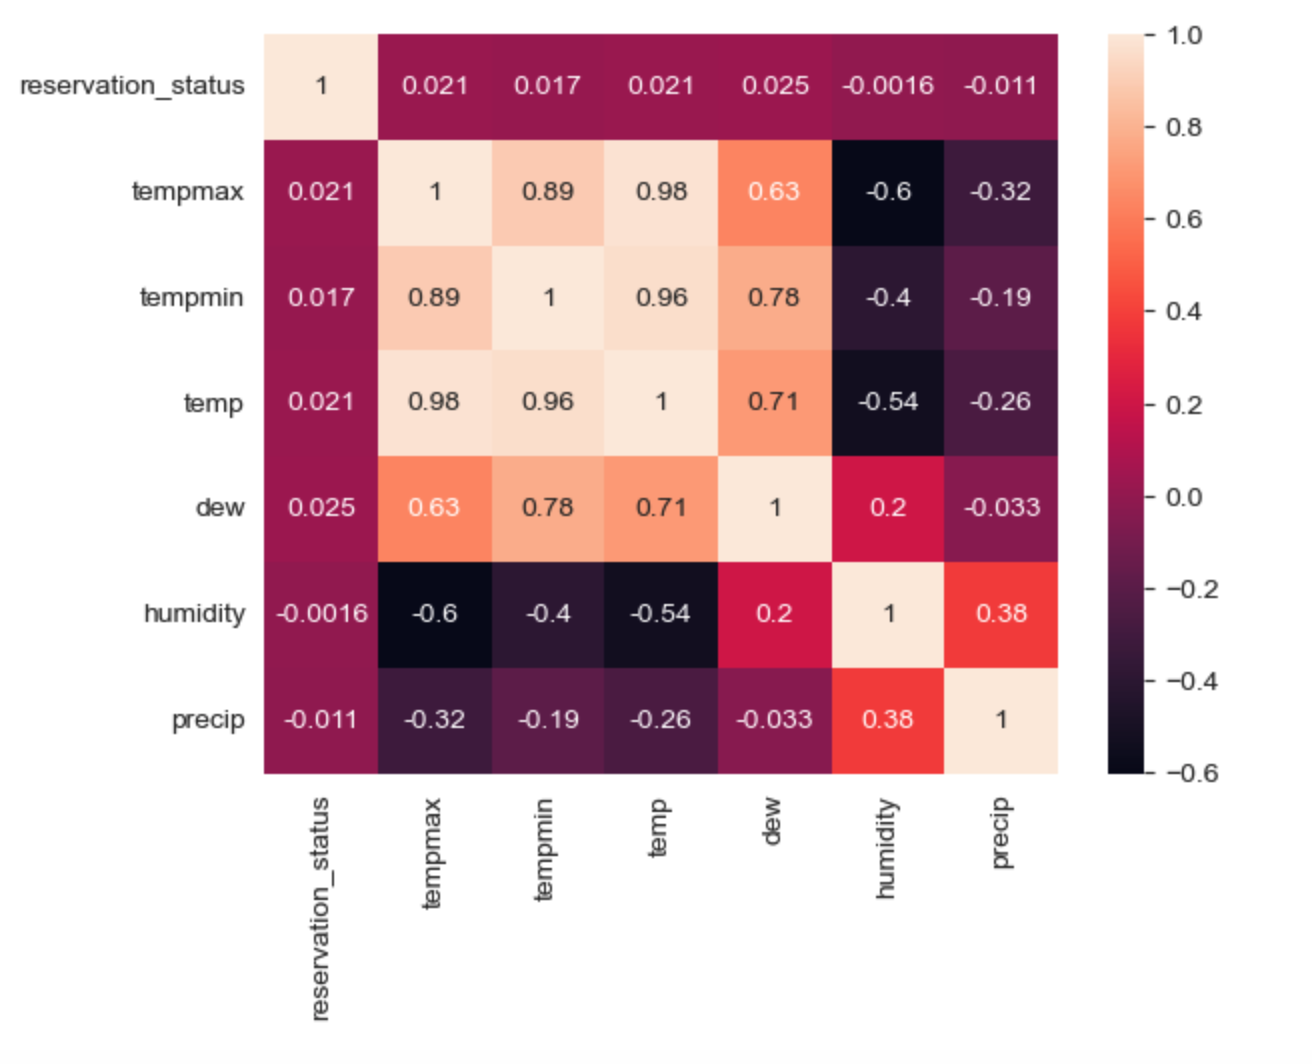 reservation_status 1 0.021 0.017 0.021 0.025 -0.0016 -0.011
tempmax 0.021 1 0.89 0.98 0.63 -0.6 -0.32
tempmin 0.017 0.89 1 0.96 0.78 -0.4 -0.19
temp 0.021 0.98 0.96 1 0.71 -0.54 -0.26
dew 0.025 0.63 0.78 0.71 1 0.2 -0.033
humidity -0.0016 -0.6 -0.4 -0.54 0.2 1 0.38
precip -0.011 -0.32 -0.19 -0.26 -0.033 0.38 1
reservation_status
tempmax
tempmin
temp
dew
humidity
precip
1.0
0.8
0.6
0.4
0.2
0.0
−0.2
−0.4
−0.6